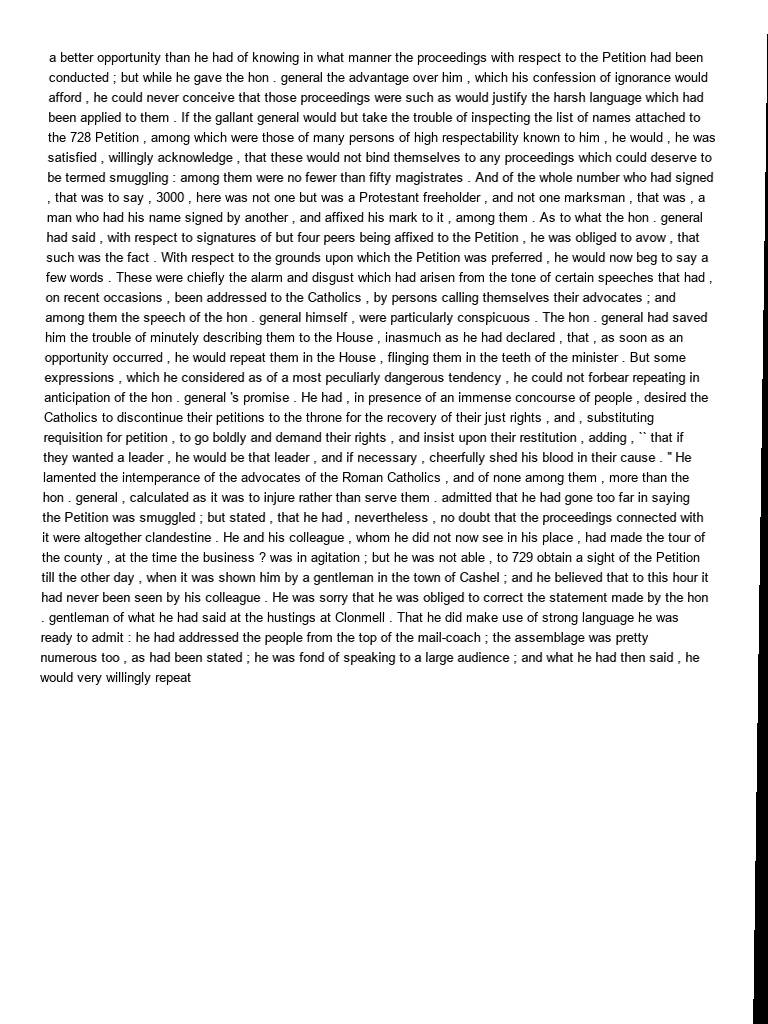 a better opportunity than he had of knowing in what manner the proceedings with respect to the Petition had been
conducted ; but while he gave the hon . general the advantage over him , which his confession of ignorance would
afford , he could never conceive that those proceedings were such as would justify the harsh language which had
been applied to them . If the gallant general would but take the trouble of inspecting the list of names attached to
the 728 Petition , among which were those of many persons of high respectability known to him , he would , he was
satisfied , willingly acknowledge , that these would not bind themselves to any proceedings which could deserve to
be termed smuggling : among them were no fewer than fifty magistrates . And of the whole number who had signed
, that was to say , 3000 , here was not one but was a Protestant freeholder , and not one marksman , that was , a
man who had his name signed by another , and affixed his mark to it , among them . As to what the hon . general
had said , with respect to signatures of but four peers being affixed to the Petition , he was obliged to avow , that
such was the fact . With respect to the grounds upon which the Petition was preferred , he would now beg to say a
few words . These were chiefly the alarm and disgust which had arisen from the tone of certain speeches that had ,
on recent occasions , been addressed to the Catholics , by persons calling themselves their advocates ; and
among them the speech of the hon . general himself , were particularly conspicuous . The hon . general had saved
him the trouble of minutely describing them to the House , inasmuch as he had declared , that , as soon as an
opportunity occurred , he would repeat them in the House , flinging them in the teeth of the minister . But some
expressions , which he considered as of a most peculiarly dangerous tendency , he could not forbear repeating in
anticipation of the hon . general 's promise . He had , in presence of an immense concourse of people , desired the
Catholics to discontinue their petitions to the throne for the recovery of their just rights , and , substituting
requisition for petition , to go boldly and demand their rights , and insist upon their restitution , adding , `` that if
they wanted a leader , he would be that leader , and if necessary , cheerfully shed his blood in their cause . " He
lamented the intemperance of the advocates of the Roman Catholics , and of none among them , more than the
hon . general , calculated as it was to injure rather than serve them . admitted that he had gone too far in saying
the Petition was smuggled ; but stated , that he had , nevertheless , no doubt that the proceedings connected with
it were altogether clandestine . He and his colleague , whom he did not now see in his place , had made the tour of
the county , at the time the business ? was in agitation ; but he was not able , to 729 obtain a sight of the Petition
till the other day , when it was shown him by a gentleman in the town of Cashel ; and he believed that to this hour it
had never been seen by his colleague . He was sorry that he was obliged to correct the statement made by the hon
. gentleman of what he had said at the hustings at Clonmell . That he did make use of strong language he was
ready to admit : he had addressed the people from the top of the mail-coach ; the assemblage was pretty
numerous too , as had been stated ; he was fond of speaking to a large audience ; and what he had then said , he
would very willingly repeat